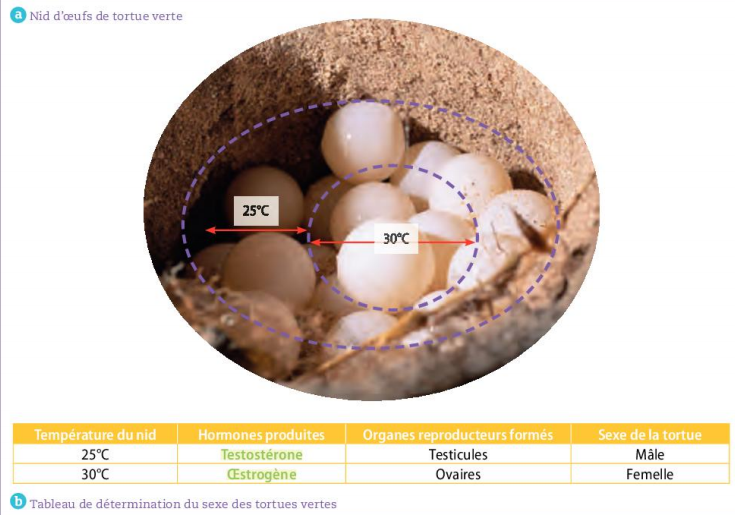 a Nid d'œufs de tortue verte
25°C
30°C
Température du nid Hormones produites Organes reproducteurs formés Sexe de la tortue
25°C Testostérone Testicules Mâle
30°C Œstrogène Ovaires Femelle
b Tableau de détermination du sexe des tortues vertes